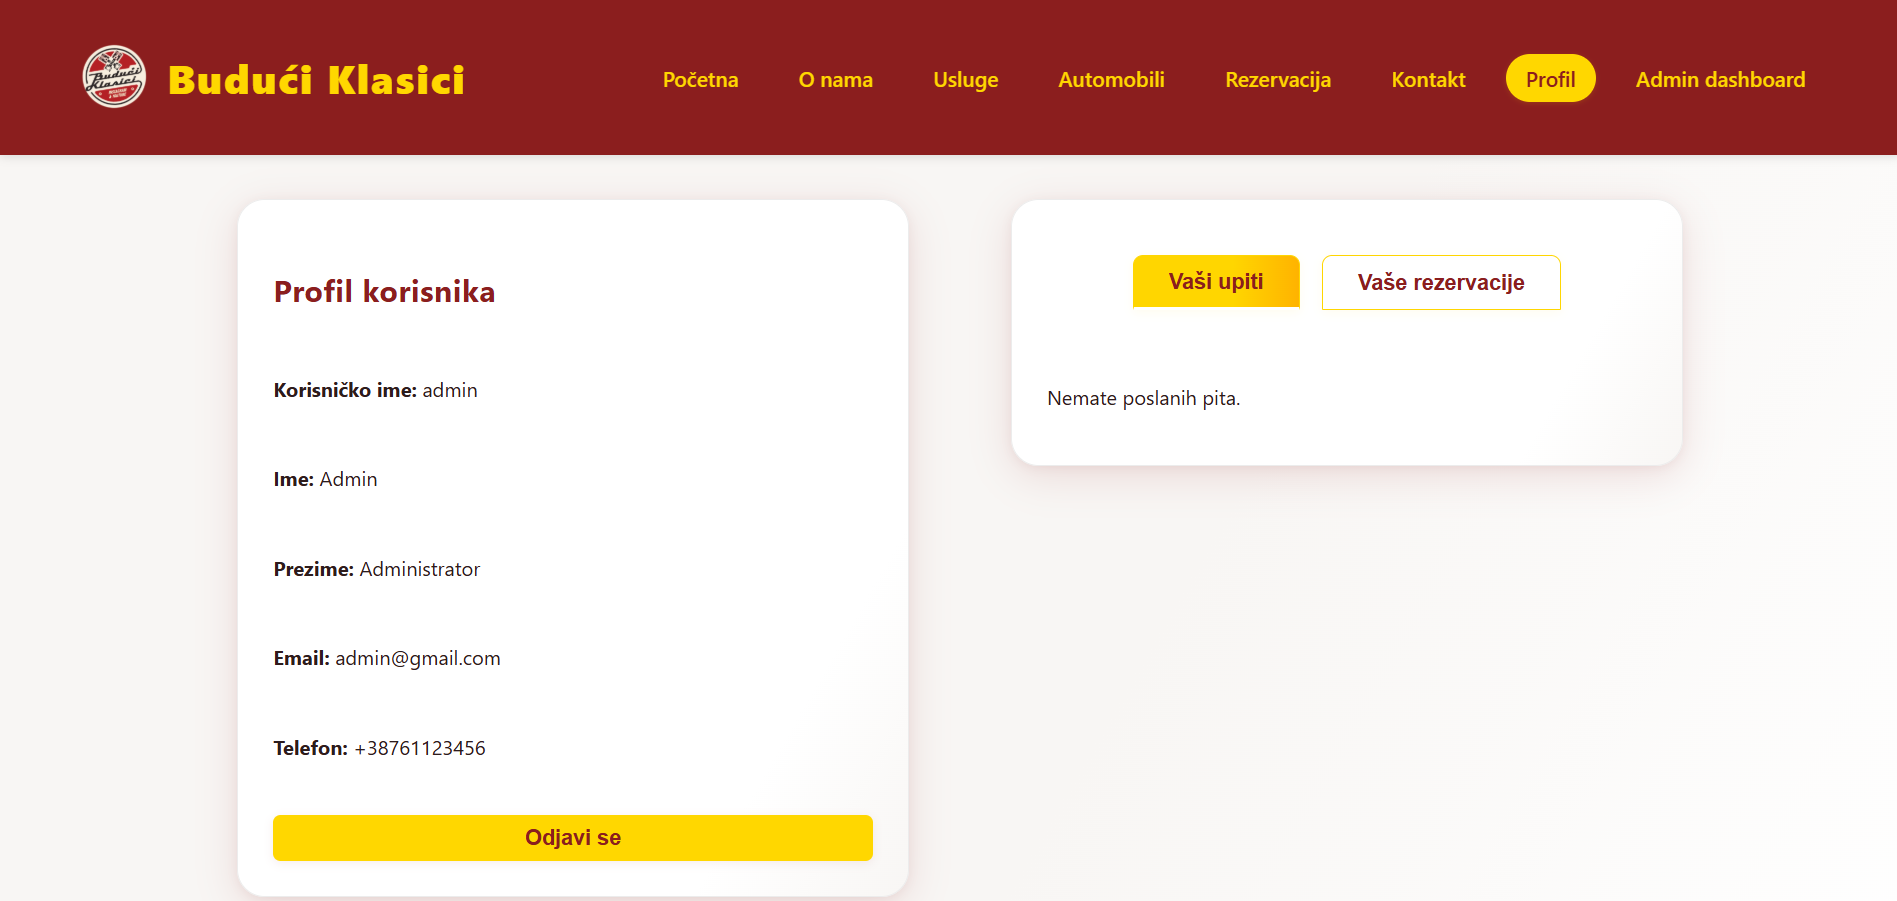 Budući Klasici
Budući Klasici
Početna
O nama
Usluge
Automobili
Rezervacija
Kontakt
Profil
Admin dashboard
Profil korisnika
Korisničko ime: admin
Ime: Admin
Prezime: Administrator
Email: admin@gmail.com
Telefon: +38761123456
Odjavi se
Vaši upiti
Vaše rezervacije
Nemate poslanih pita.